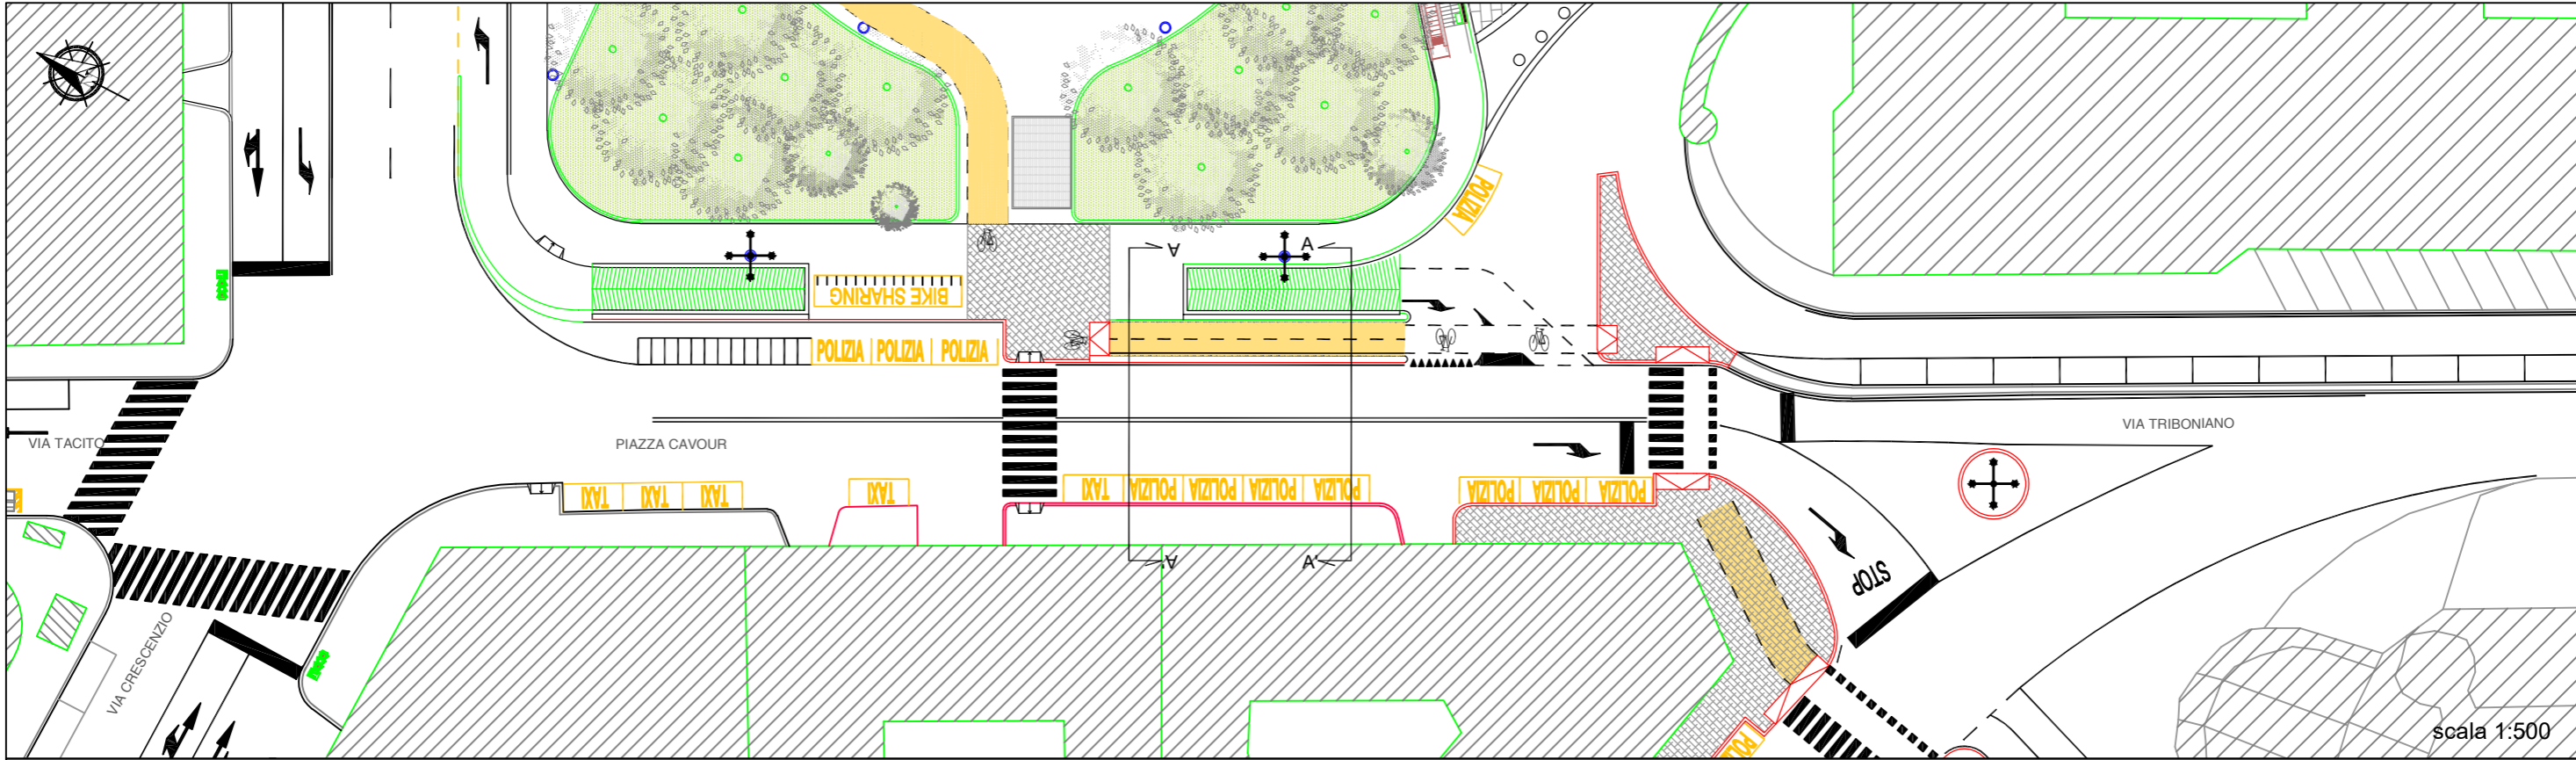 POLIZIA
A
A
BIKE SHARING
POLIZIA POLIZIA POLIZIA
VIA TACITO
PIAZZA CAVOUR
VIA TRIBONIANO
TAXI TAXI TAXI
TAXI
TAXI POLIZIA POLIZIA POLIZIA POLIZIA
POLIZIA POLIZIA POLIZIA
A'
A'
STOP
VIA CRESCENZIO
POLIZIA
scala 1:500